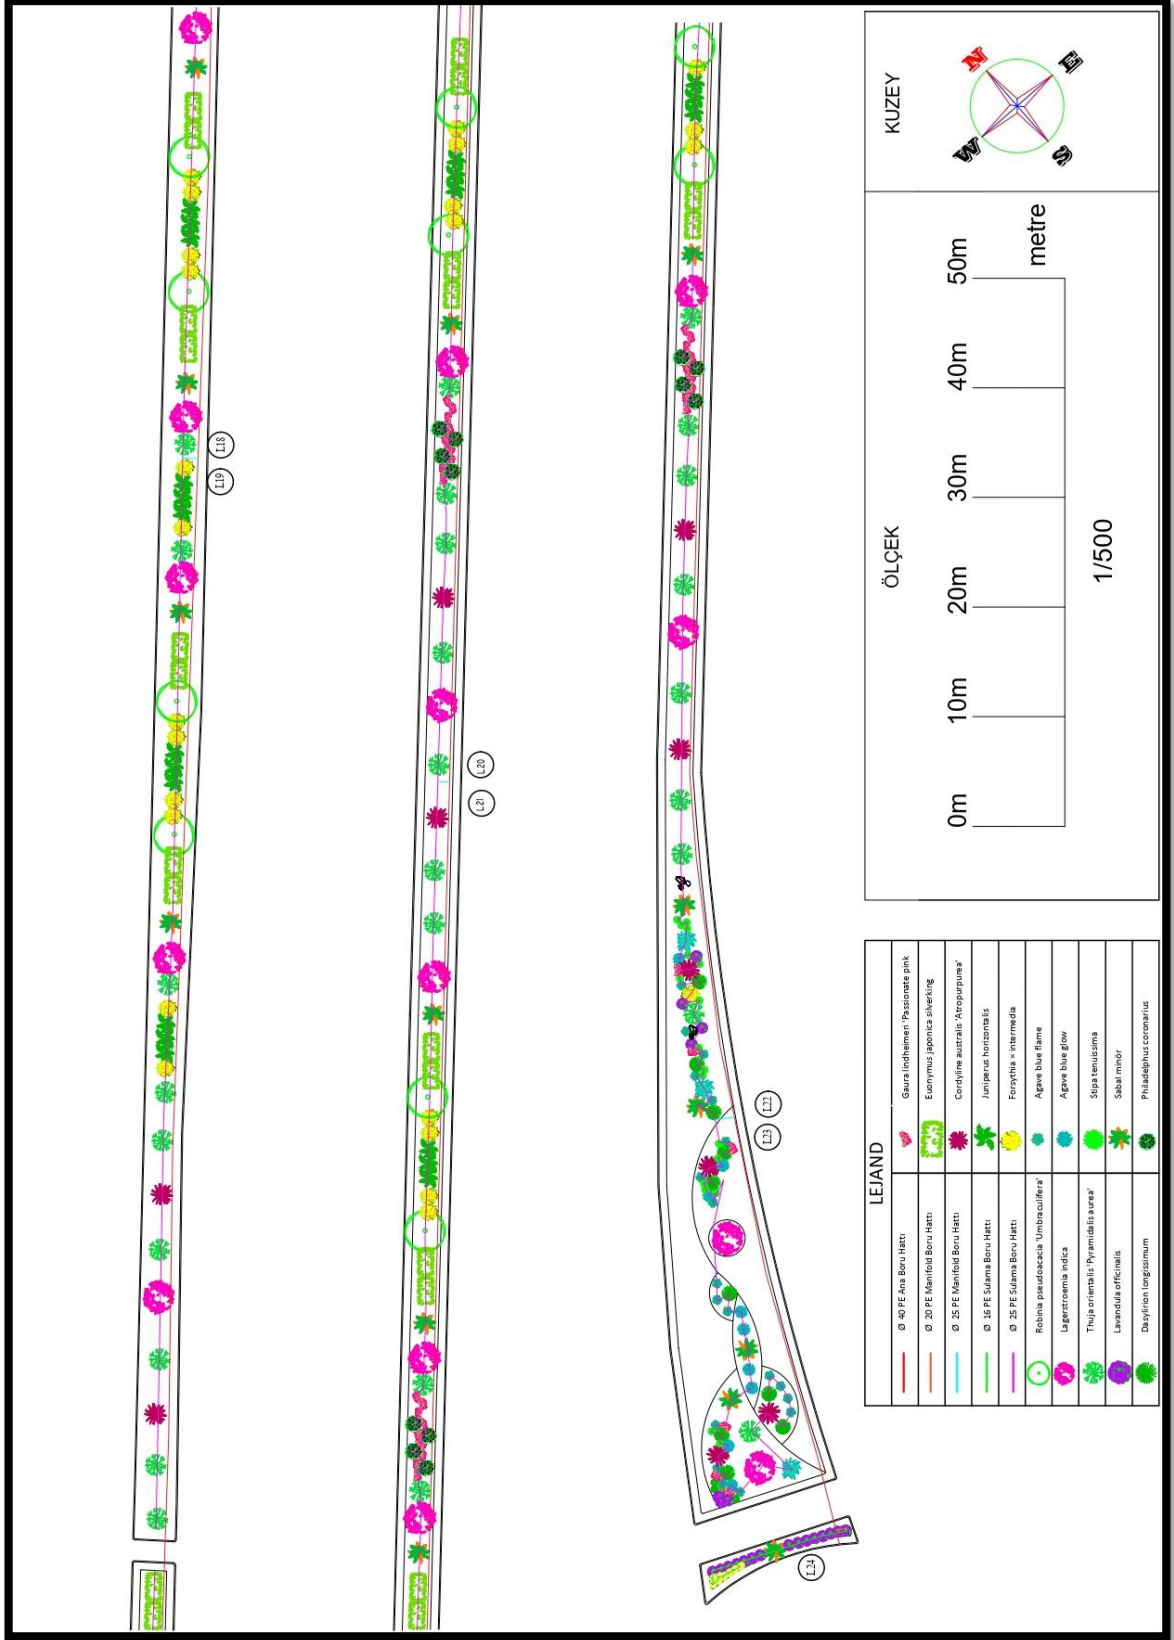 L18
L19
L20
L21
L22
L23
L24
KUZEY
N
E
S
W
ÖLÇEK
0m 10m 20m 30m 40m 50m
metre
1/500
LEJAND
Ø 40 PE Ana Boru Hattı
Ø 20 PE Manifold Boru Hattı
Ø 25 PE Manifold Boru Hattı
Ø 16 PE Sulama Boru Hattı
Ø 25 PE Sulama Boru Hattı
Robinia pseudoacacia 'Umbraculifera'
Lagerstroemia indica
Thuja orientalis 'Pyramidalis aurea'
Lavandula officinalis
Dasylirion longissimum
Gaura lindheimeri 'Passionate pink
Euonymus japonica silverking
Cordyline australis 'Atropurpurea'
Juniperus horizontalis
Forsythia × intermedia
Agave blue flame
Agave blue glow
Stipa tenuissima
Sabal minör
Philadelphus coronarius